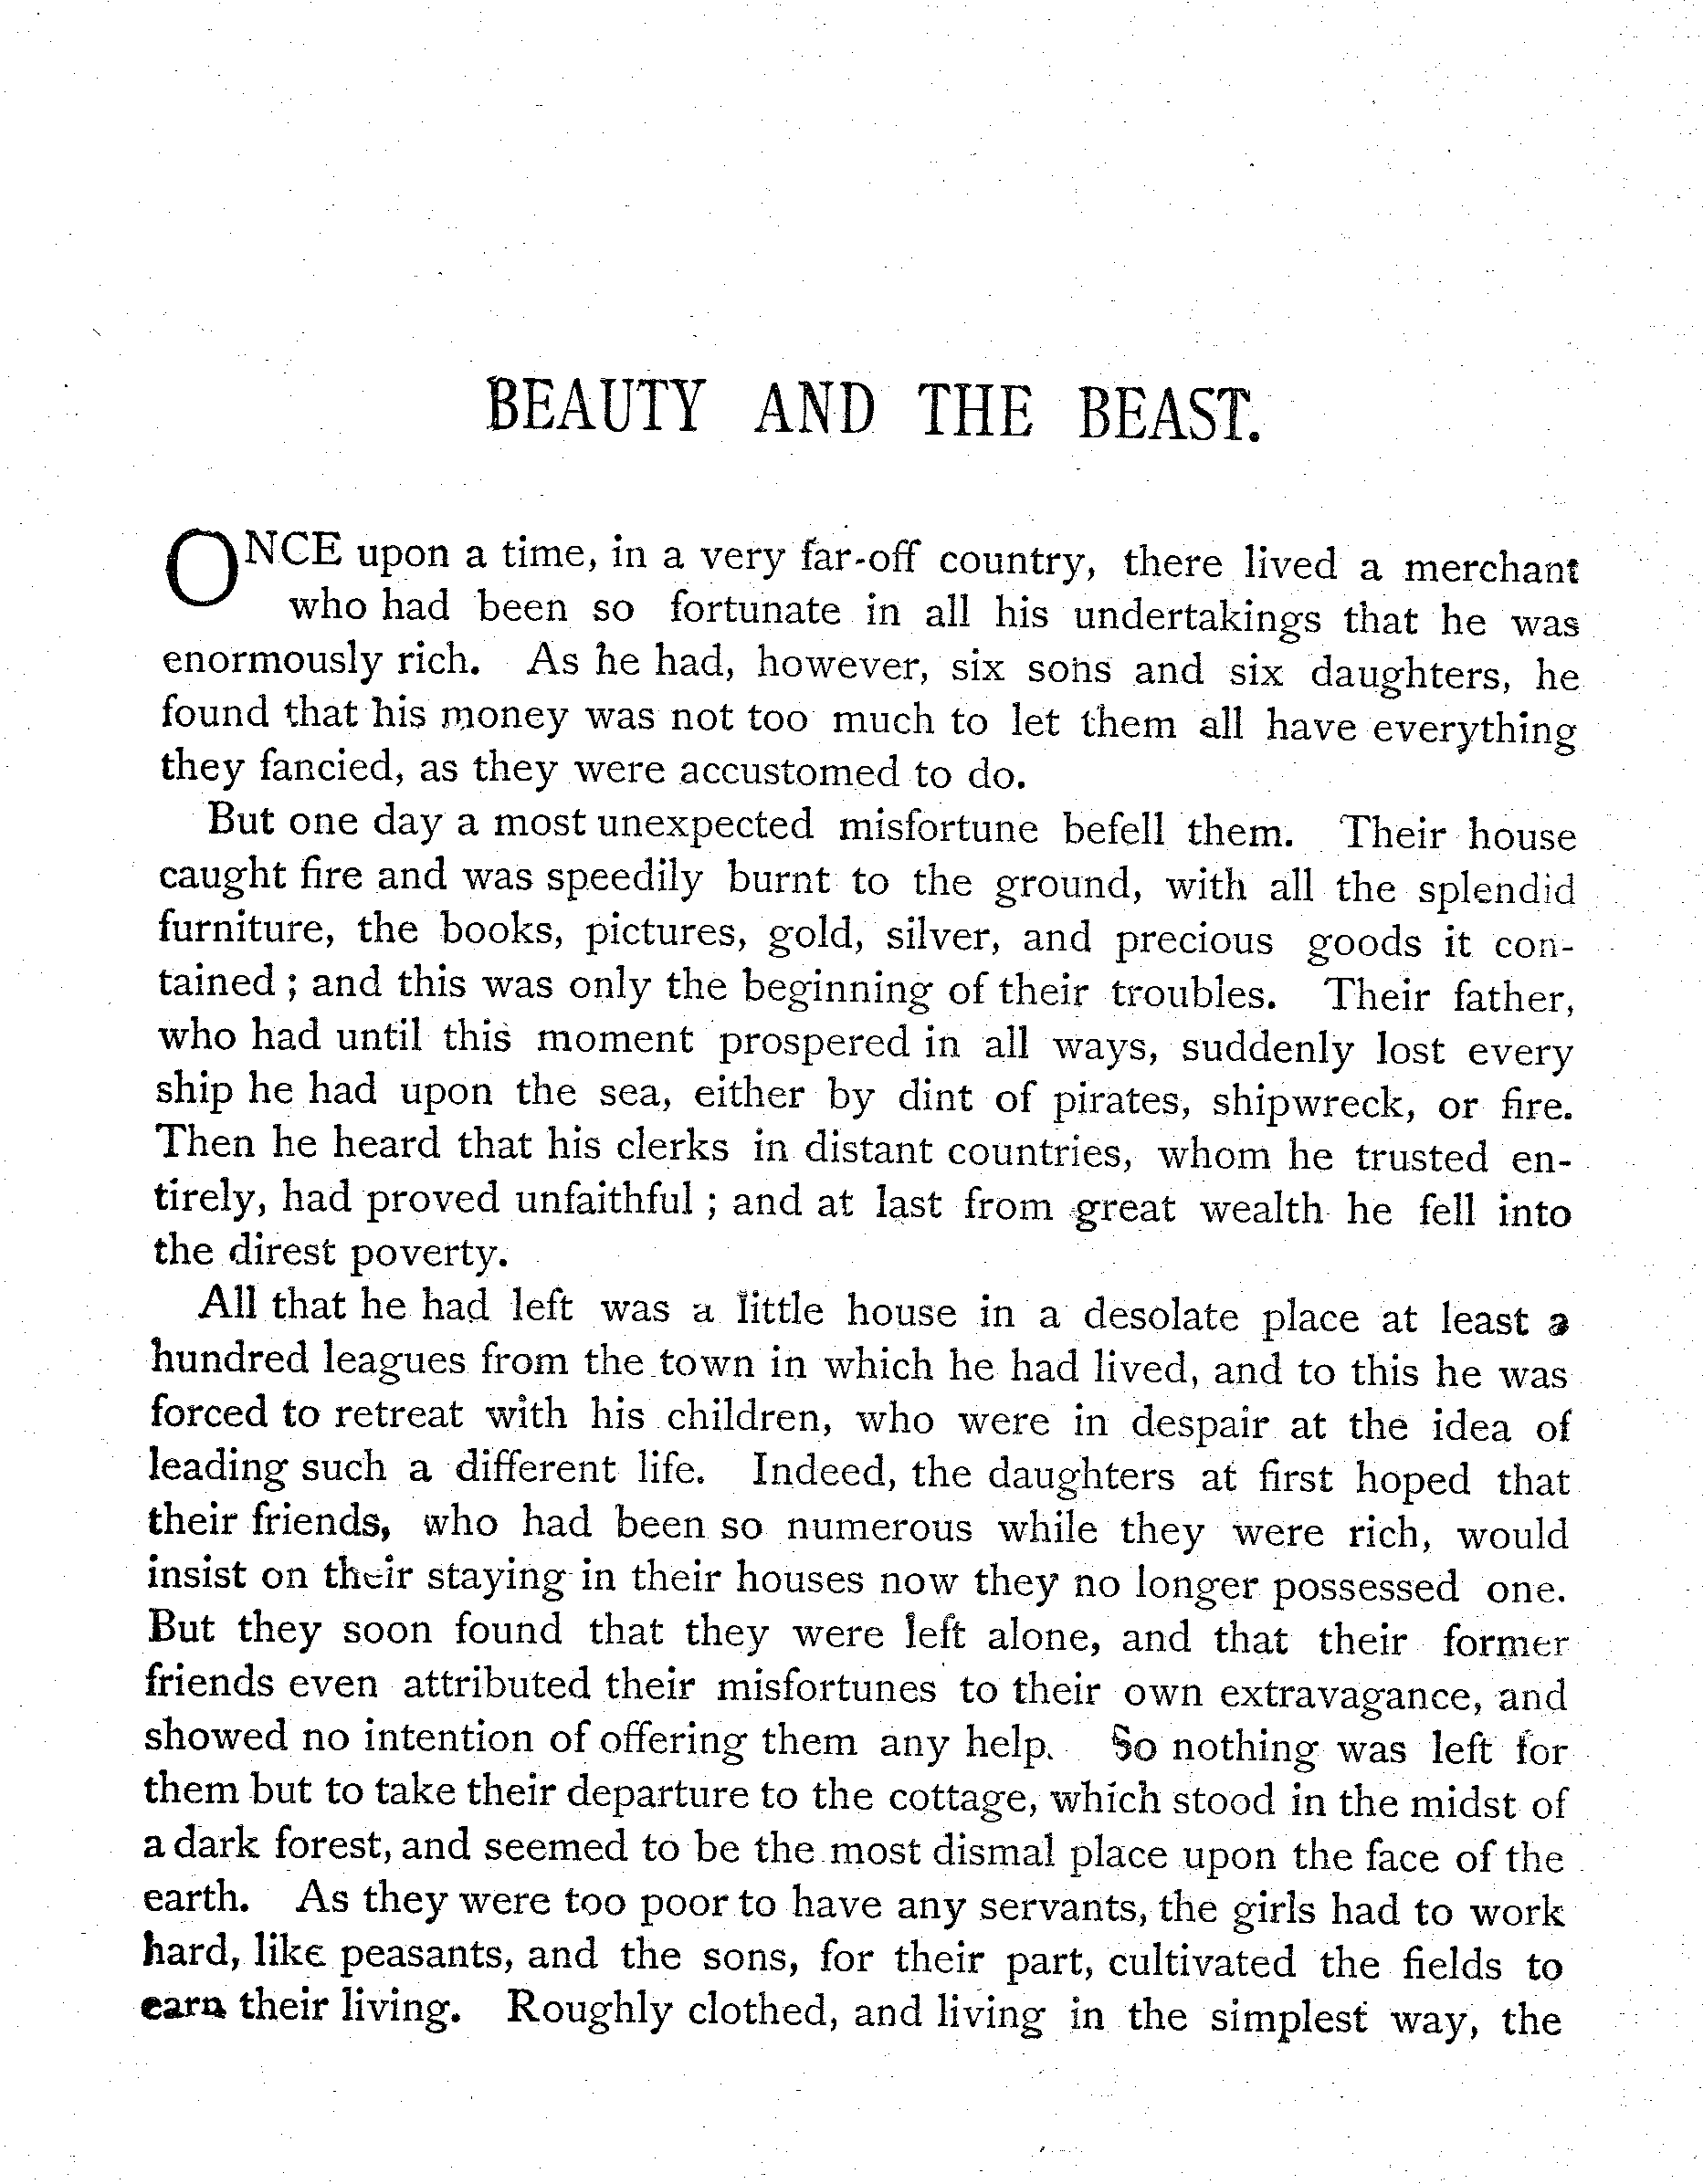 BEAUTY AND THE BEAST.
ONCE upon a time, in a very far-off country, there lived a merchant
who had been so fortunate in all his undertakings that he was
enormously rich. As he had, however, six sons and six daughters, he
found that his money was not too much to let them all have everything
they fancied, as they were accustomed to do.
But one day a most unexpected misfortune befell them. Their house
caught fire and was speedily burnt to the ground, with all the splendid
furniture, the books, pictures, gold, silver, and precious goods it con-
tained ; and this was only the beginning of their troubles. Their father,
who had until this moment prospered in all ways, suddenly lost every
ship he had upon the sea, either by dint of pirates, shipwreck, or fire.
Then he heard that his clerks in distant countries, whom he trusted en-
tirely, had proved unfaithful ; and at last from great wealth he fell into
the direst poverty.
All that he had left was a little house in a desolate place at least a
hundred leagues from the town in which he had lived, and to this he was
forced to retreat with his children, who were in despair at the idea of
leading such a different life. Indeed, the daughters at first hoped that
their friends, who had been so numerous while they were rich, would
insist on their staying in their houses now they no longer possessed one.
But they soon found that they were left alone, and that their former
friends even attributed their misfortunes to their own extravagance, and
showed no intention of offering them any help. So nothing was left for
them but to take their departure to the cottage, which stood in the midst of
a dark forest, and seemed to be the most dismal place upon the face of the
earth. As they were too poor to have any servants, the girls had to work
hard, like peasants, and the sons, for their part, cultivated the fields to
earn their living. Roughly clothed, and living in the simplest way, the